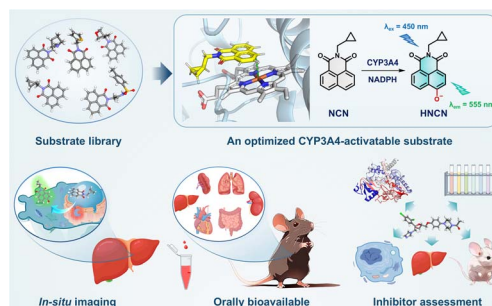 λex = 450 nm
CYP3A4
NADPH
NCN
HNCN
λem = 555 nm
Substrate library
An optimized CYP3A4-activatable substrate
In-situ imaging
Orally bioavailable
Inhibitor assessment